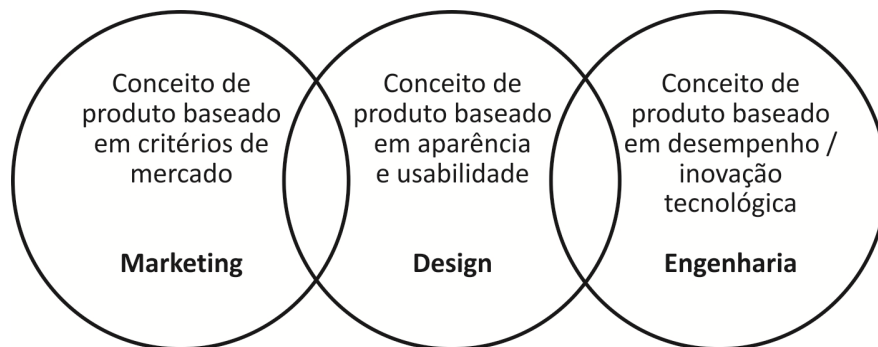 Conceito de
produto baseado
em critérios de
mercado
Marketing
Conceito de
produto baseado
em aparência
e usabilidade
Design
Conceito de
produto baseado
em desempenho /
inovação
tecnológica
Engenharia